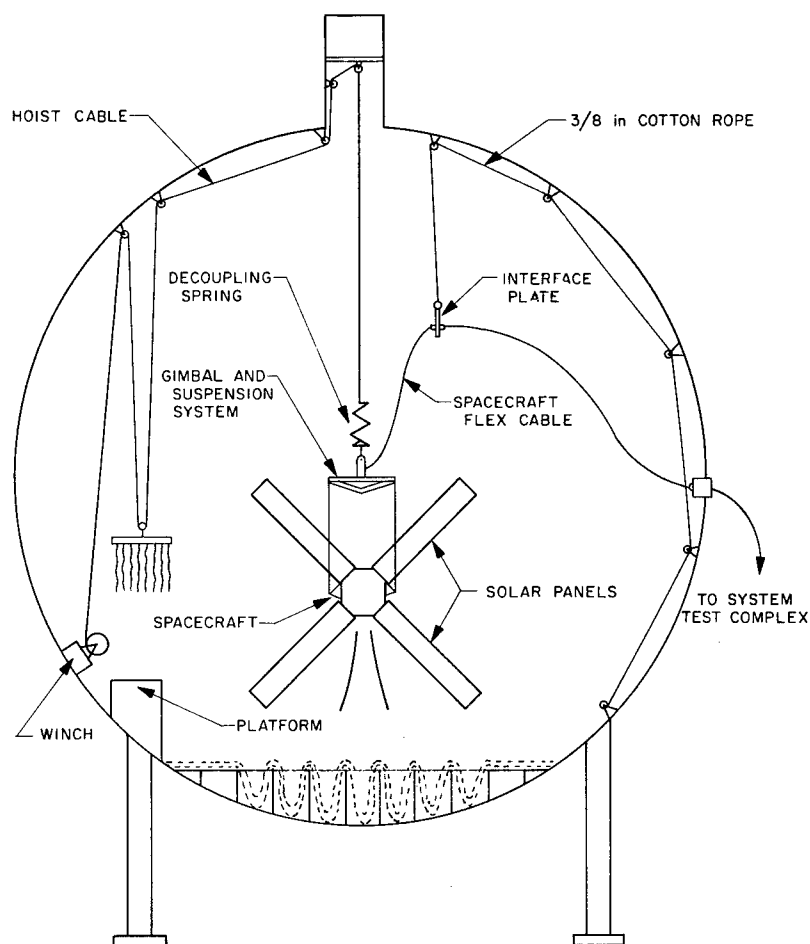 HOIST CABLE
3/8 in COTTON ROPE
DECOUPLING
SPRING
INTERFACE
PLATE
GIMBAL AND
SUSPENSION
SYSTEM
SPACECRAFT
FLEX CABLE
SOLAR PANELS
TO SYSTEM
TEST COMPLEX
SPACECRAFT
PLATFORM
WINCH